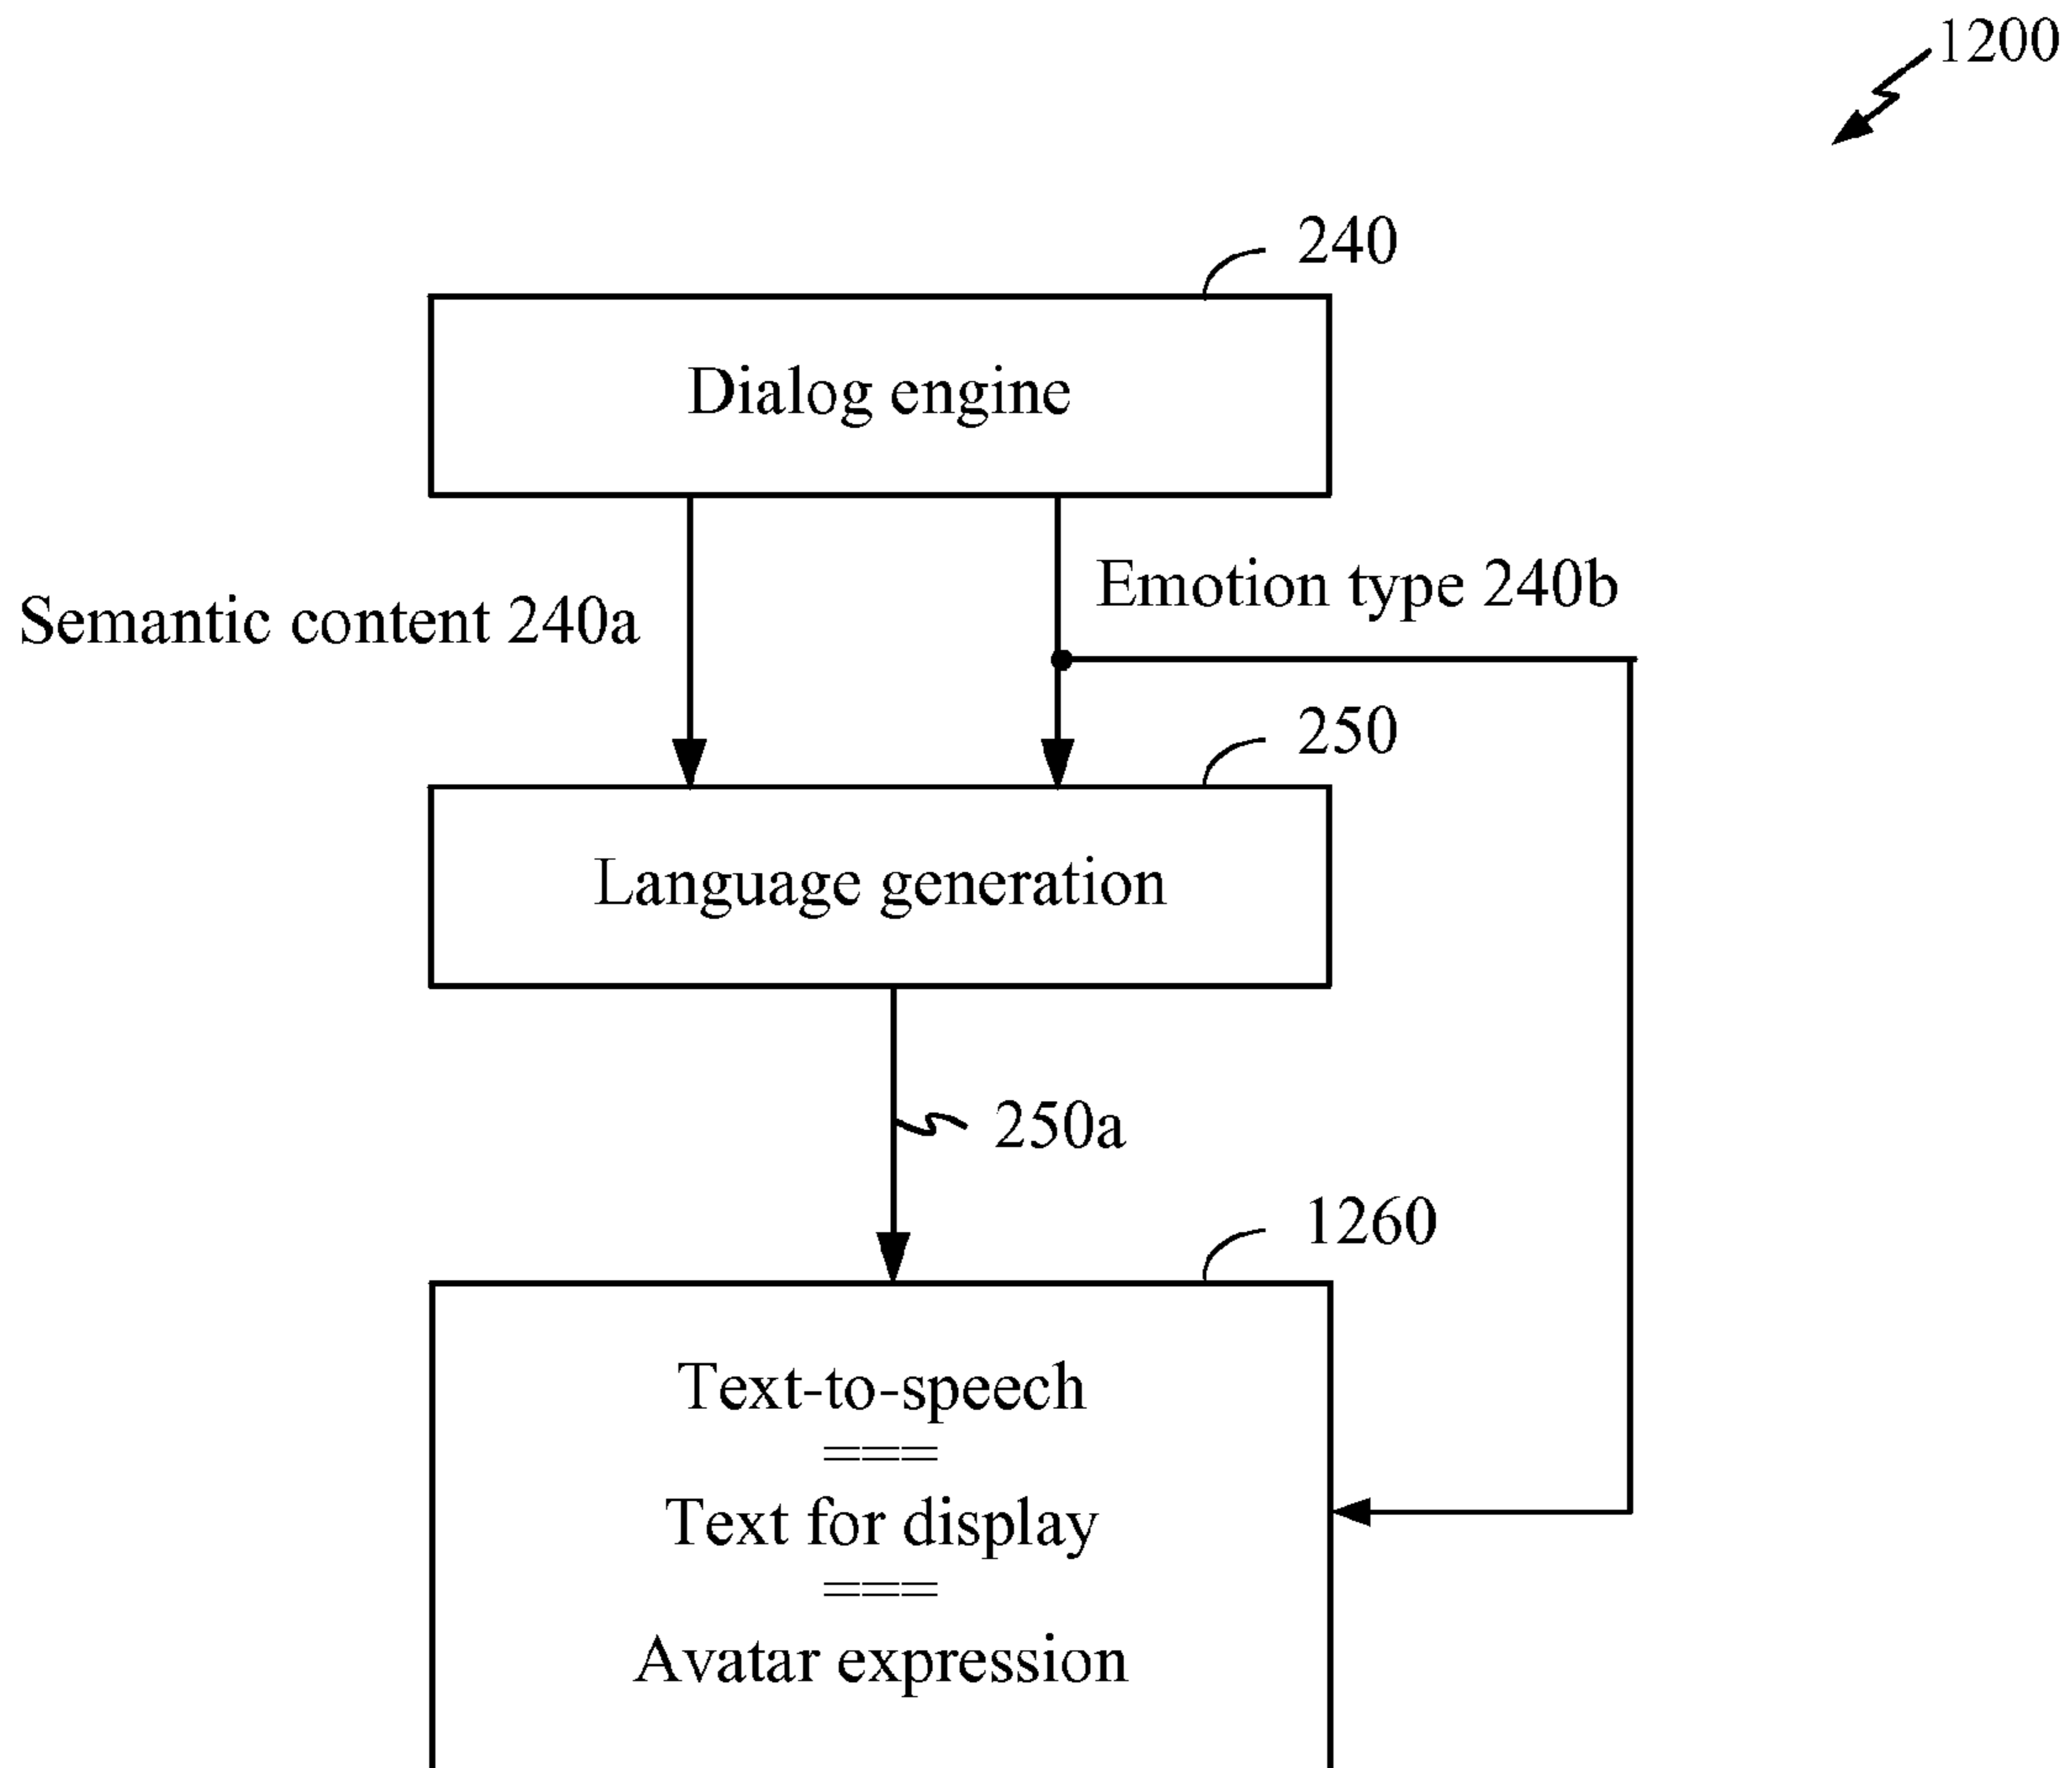 1200
240
Dialog engine
Emotion type 240b
Semantic content 240a
250
Language generation
250a
1260
Text-to-speech
===
Text for display
===
Avatar expression